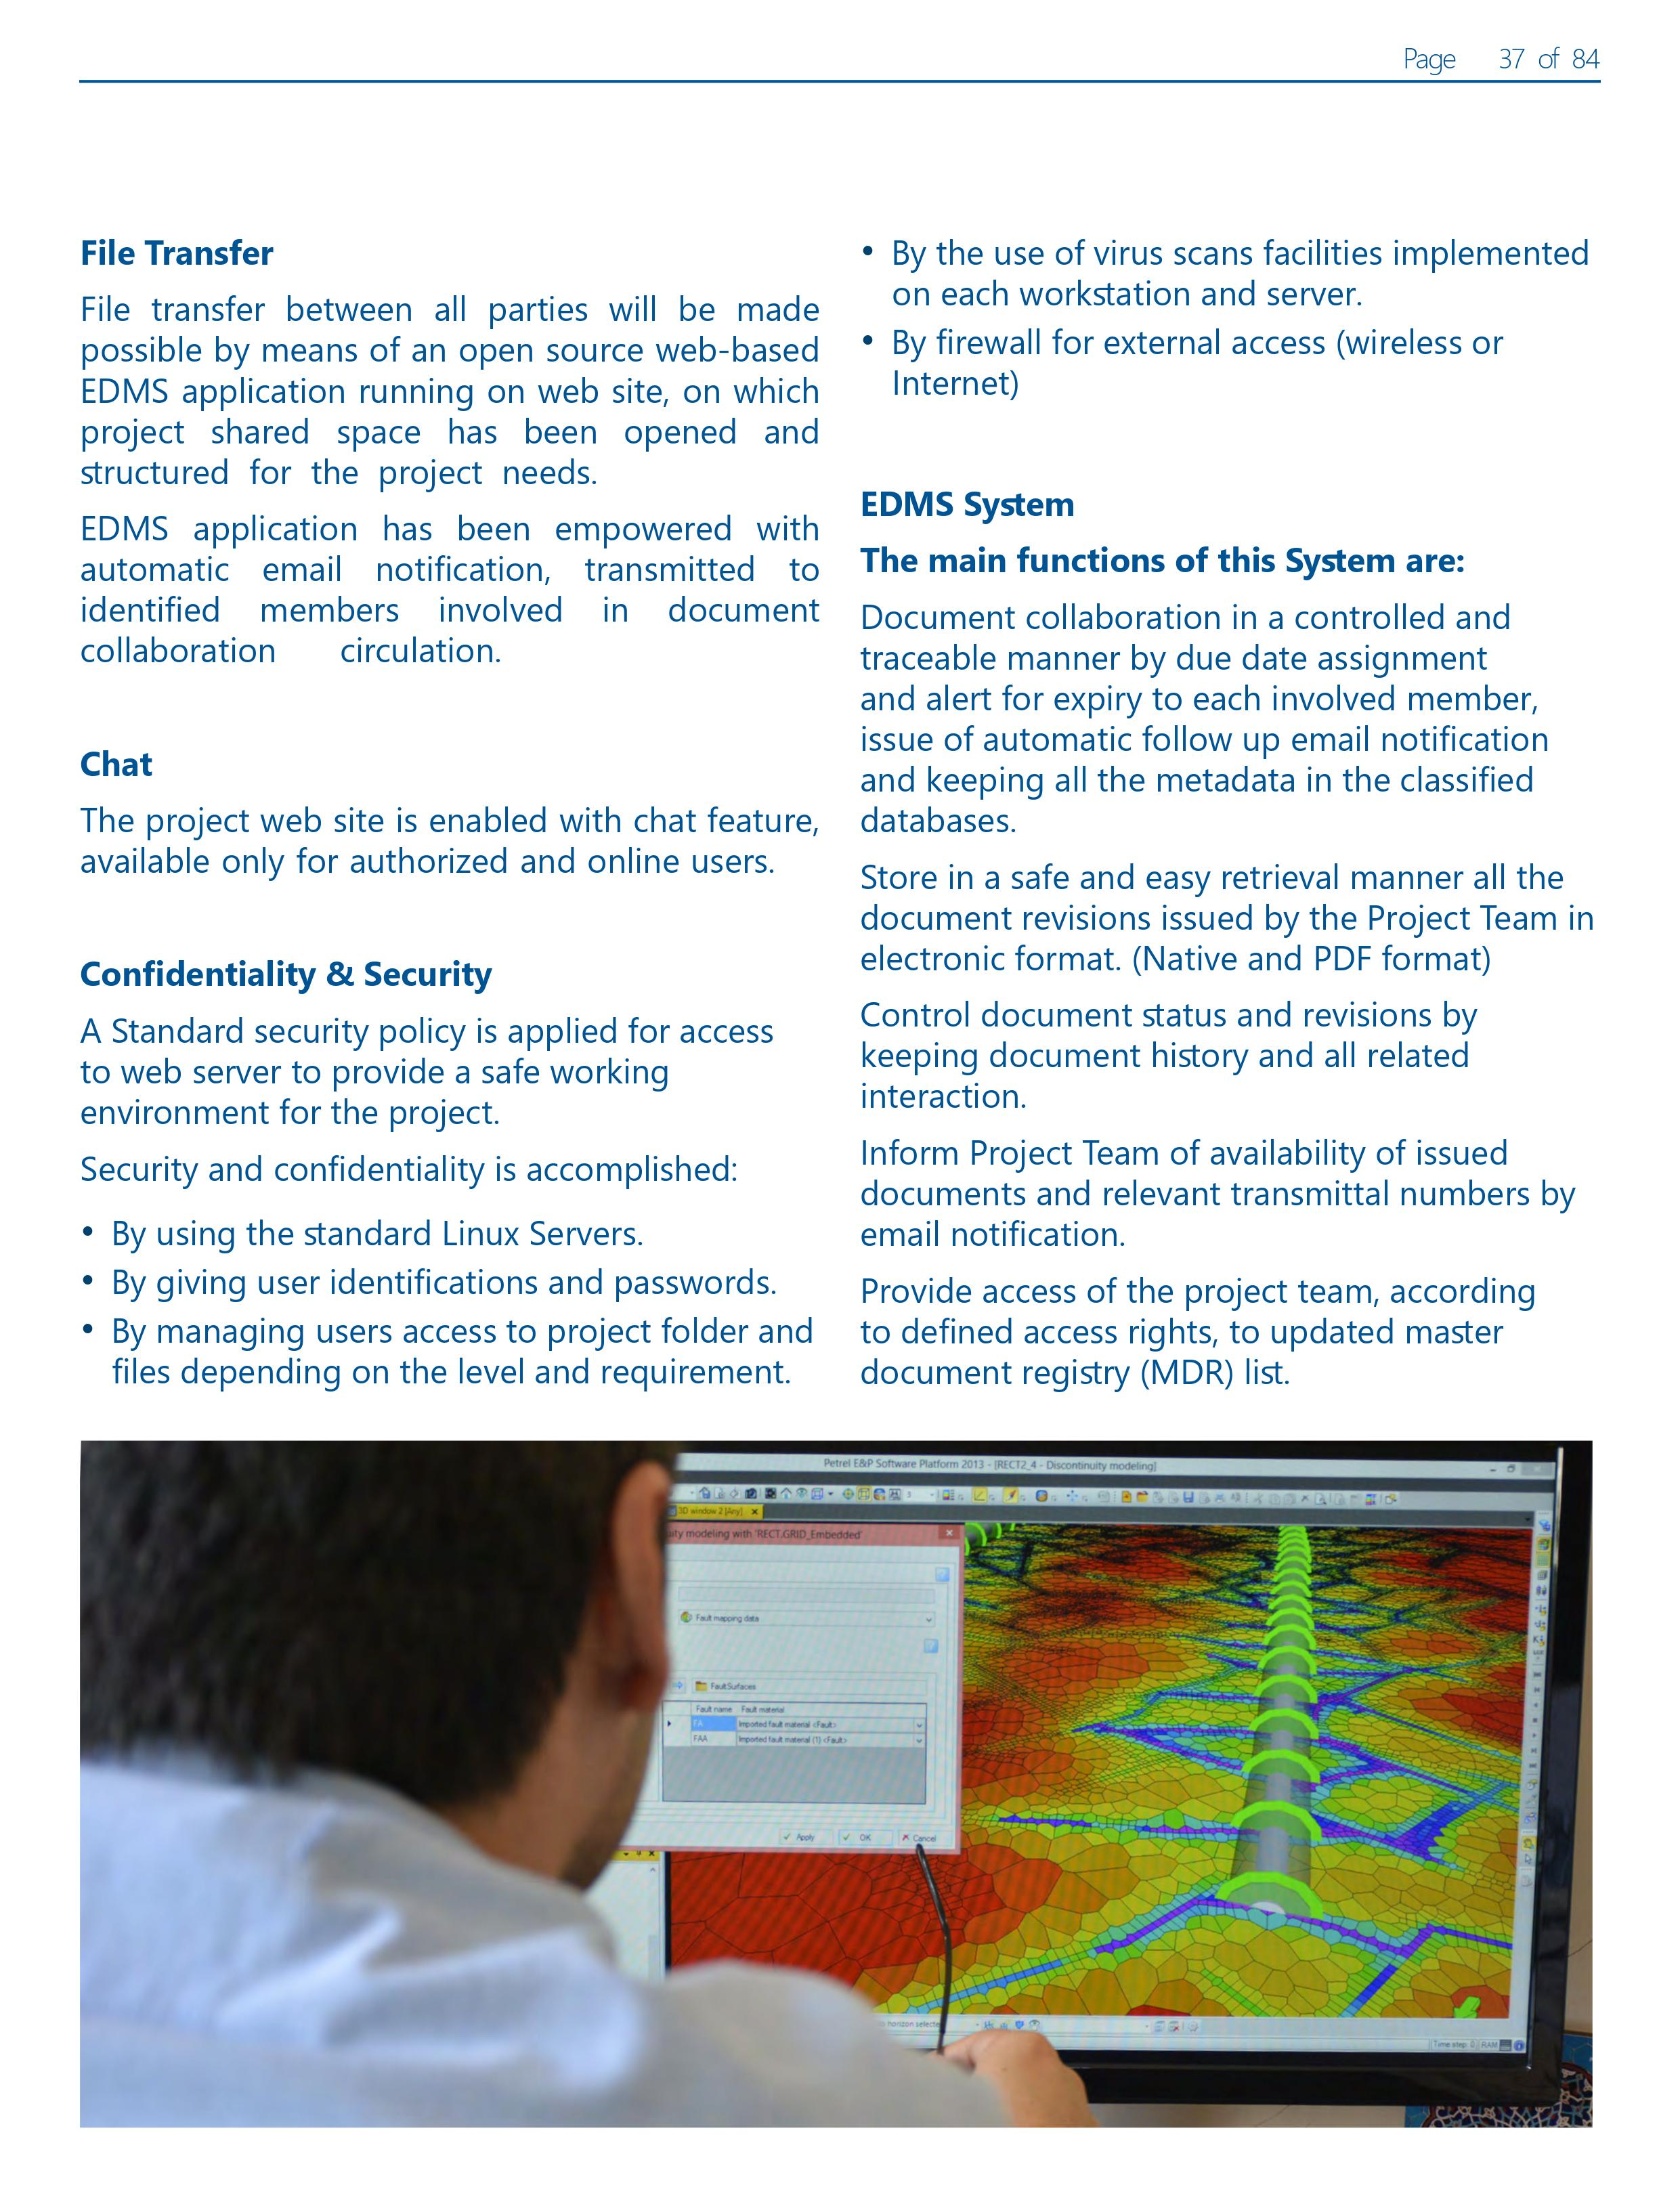 Page 37 of 84
File Transfer
File transfer between all parties will be made
possible by means of an open source web-based
EDMS application running on web site, on which
project shared space has been opened and
structured for the project needs.
EDMS application has been empowered with
automatic email notification, transmitted to
identified members involved in document
collaboration circulation.
Chat
The project web site is enabled with chat feature,
available only for authorized and online users.
Confidentiality & Security
A Standard security policy is applied for access
to web server to provide a safe working
environment for the project.
Security and confidentiality is accomplished:
• By using the standard Linux Servers.
• By giving user identifications and passwords.
• By managing users access to project folder and
files depending on the level and requirement.
• By the use of virus scans facilities implemented
on each workstation and server.
• By firewall for external access (wireless or
Internet)
EDMS System
The main functions of this System are:
Document collaboration in a controlled and
traceable manner by due date assignment
and alert for expiry to each involved member,
issue of automatic follow up email notification
and keeping all the metadata in the classified
databases.
Store in a safe and easy retrieval manner all the
document revisions issued by the Project Team in
electronic format. (Native and PDF format)
Control document status and revisions by
keeping document history and all related
interaction.
Inform Project Team of availability of issued
documents and relevant transmittal numbers by
email notification.
Provide access of the project team, according
to defined access rights, to updated master
document registry (MDR) list.
Petrel E&P Software Platform 2013 - [RECT2_4 - Discontinuity modeling]
3D window 2 [Any]
modeling with 'RECT.GRID_Embedded'
Fault mapping data
FaultSurfaces
Fault name Fault material
FA Imported fault material <Fault>
FAA Imported fault material (1) <Fault>
Apply OK Cancel
horizon
Time step: 0 RAM